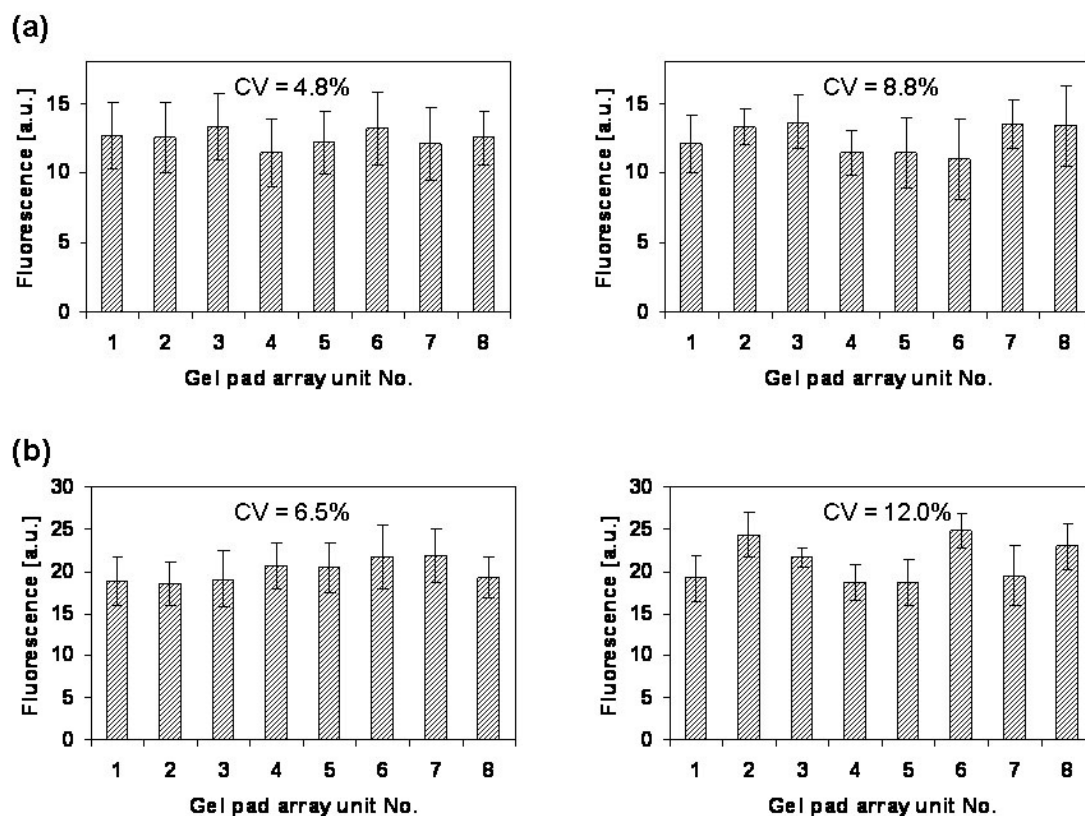 (a)
CV = 4.8%
Fluorescence [a.u.]
15
10
5
0
1 2 3 4 5 6 7 8
Gel pad array unit No.
CV = 8.8%
Fluorescence [a.u.]
15
10
5
0
1 2 3 4 5 6 7 8
Gel pad array unit No.
(b)
CV = 6.5%
Fluorescence [a.u.]
30
25
20
15
10
5
0
1 2 3 4 5 6 7 8
Gel pad array unit No.
CV = 12.0%
Fluorescence [a.u.]
30
25
20
15
10
5
0
1 2 3 4 5 6 7 8
Gel pad array unit No.